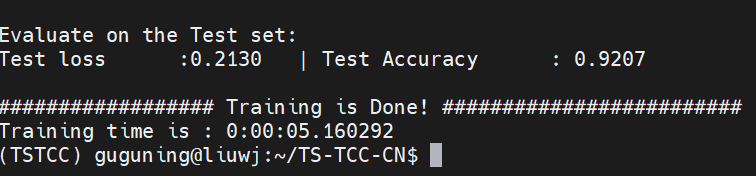 Evaluate on the Test set:
Test loss      :0.2130   | Test Accuracy      : 0.9207
################## Training is Done! #########################
Training time is : 0:00:05.160292
(TSTCC) guguning@liuwj:~/TS-TCC-CN$